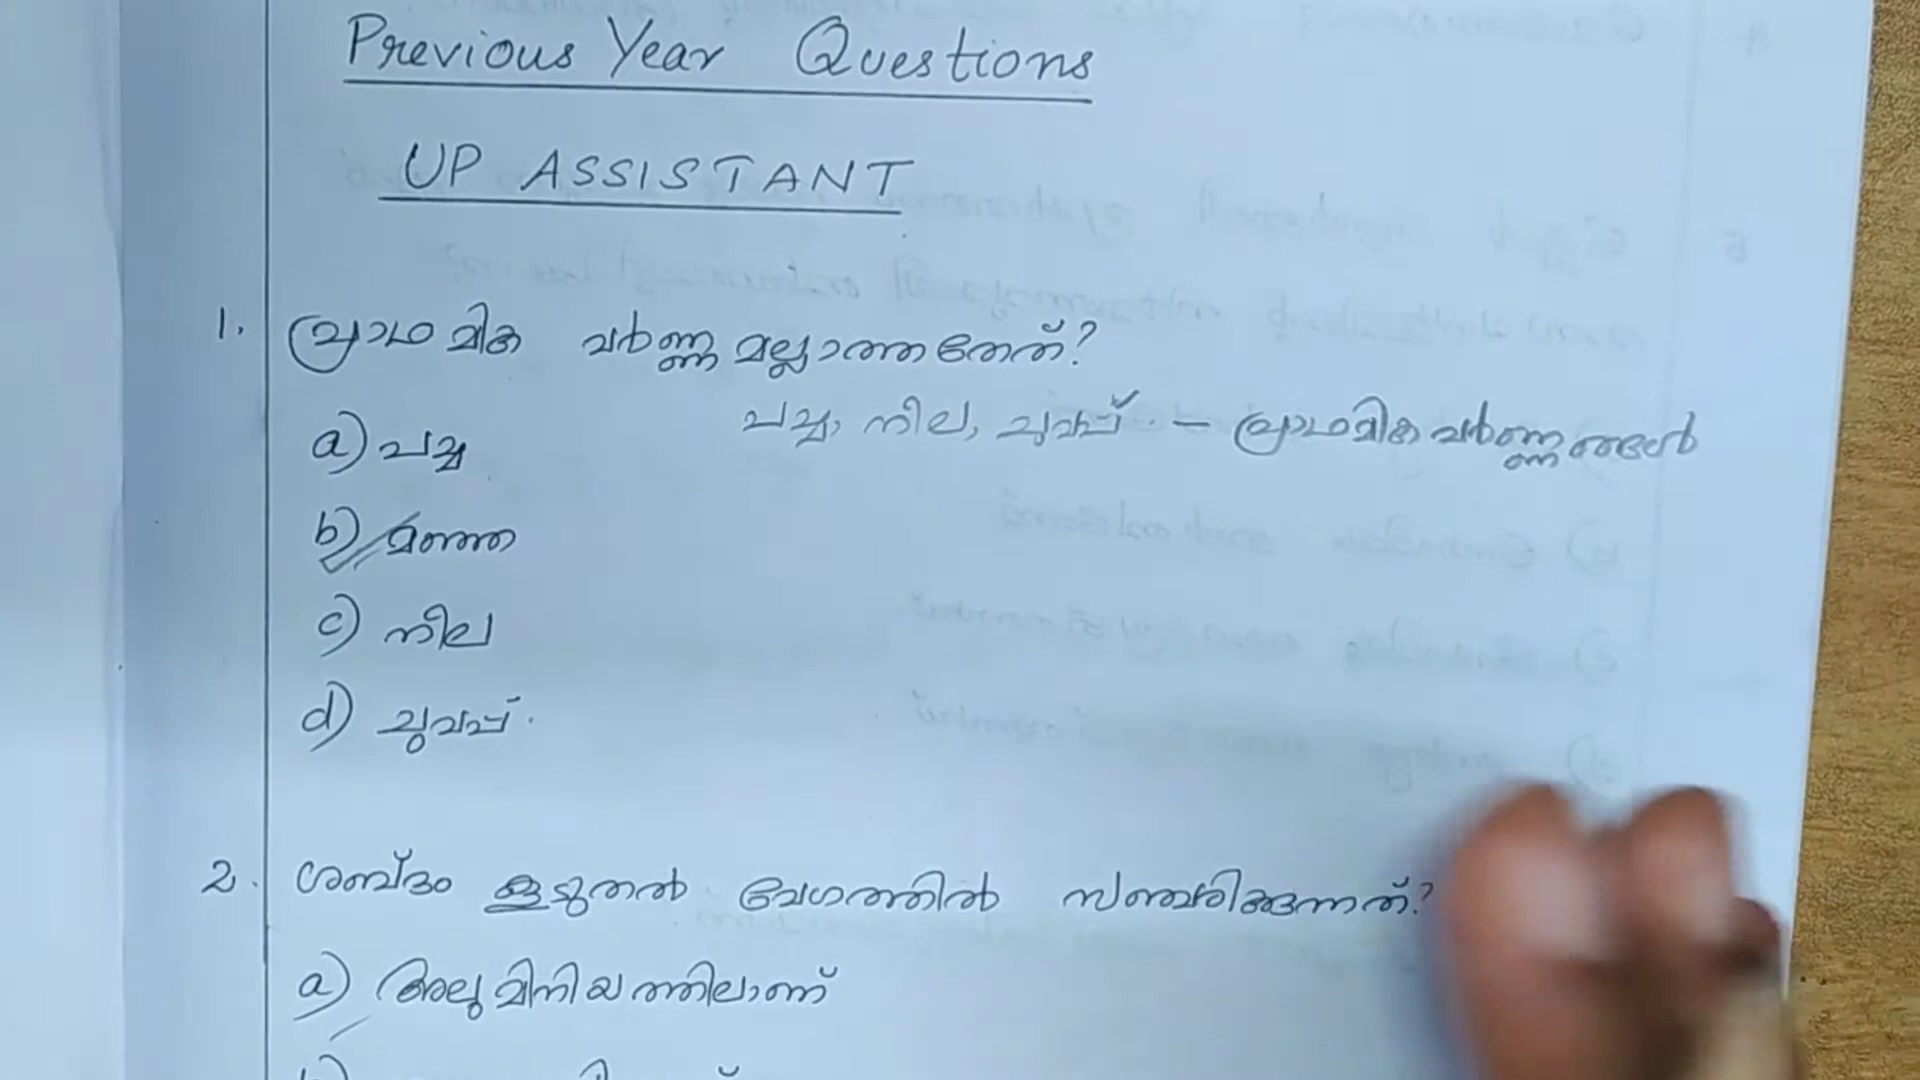 Previous Year Questions
UP ASSISTANT
1. പ്രാഥമിക വർണ്ണമല്ലാത്തതേത്?
a) പച്ച
പച്ച, നീല, ചുവപ്പ്. – പ്രാഥമിക വർണ്ണങ്ങൾ
b) മഞ്ഞ
c) നീല
d) ചുവപ്പ്.
2. ശബ്ദം കൂടുതൽ വേഗത്തിൽ സഞ്ചരിക്കുന്നത്?
a) അലൂമിനിയത്തിലാണ്